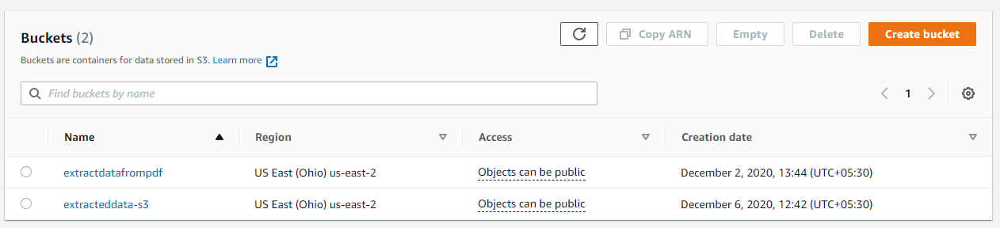 Buckets (2)
Copy ARN
Empty
Delete
Create bucket
Buckets are containers for data stored in S3. Learn more
Find buckets by name
1
Name Region Access Creation date
extractdatafrompdf US East (Ohio) us-east-2 Objects can be public December 2, 2020, 13:44 (UTC+05:30)
extracteddata-s3 US East (Ohio) us-east-2 Objects can be public December 6, 2020, 12:42 (UTC+05:30)